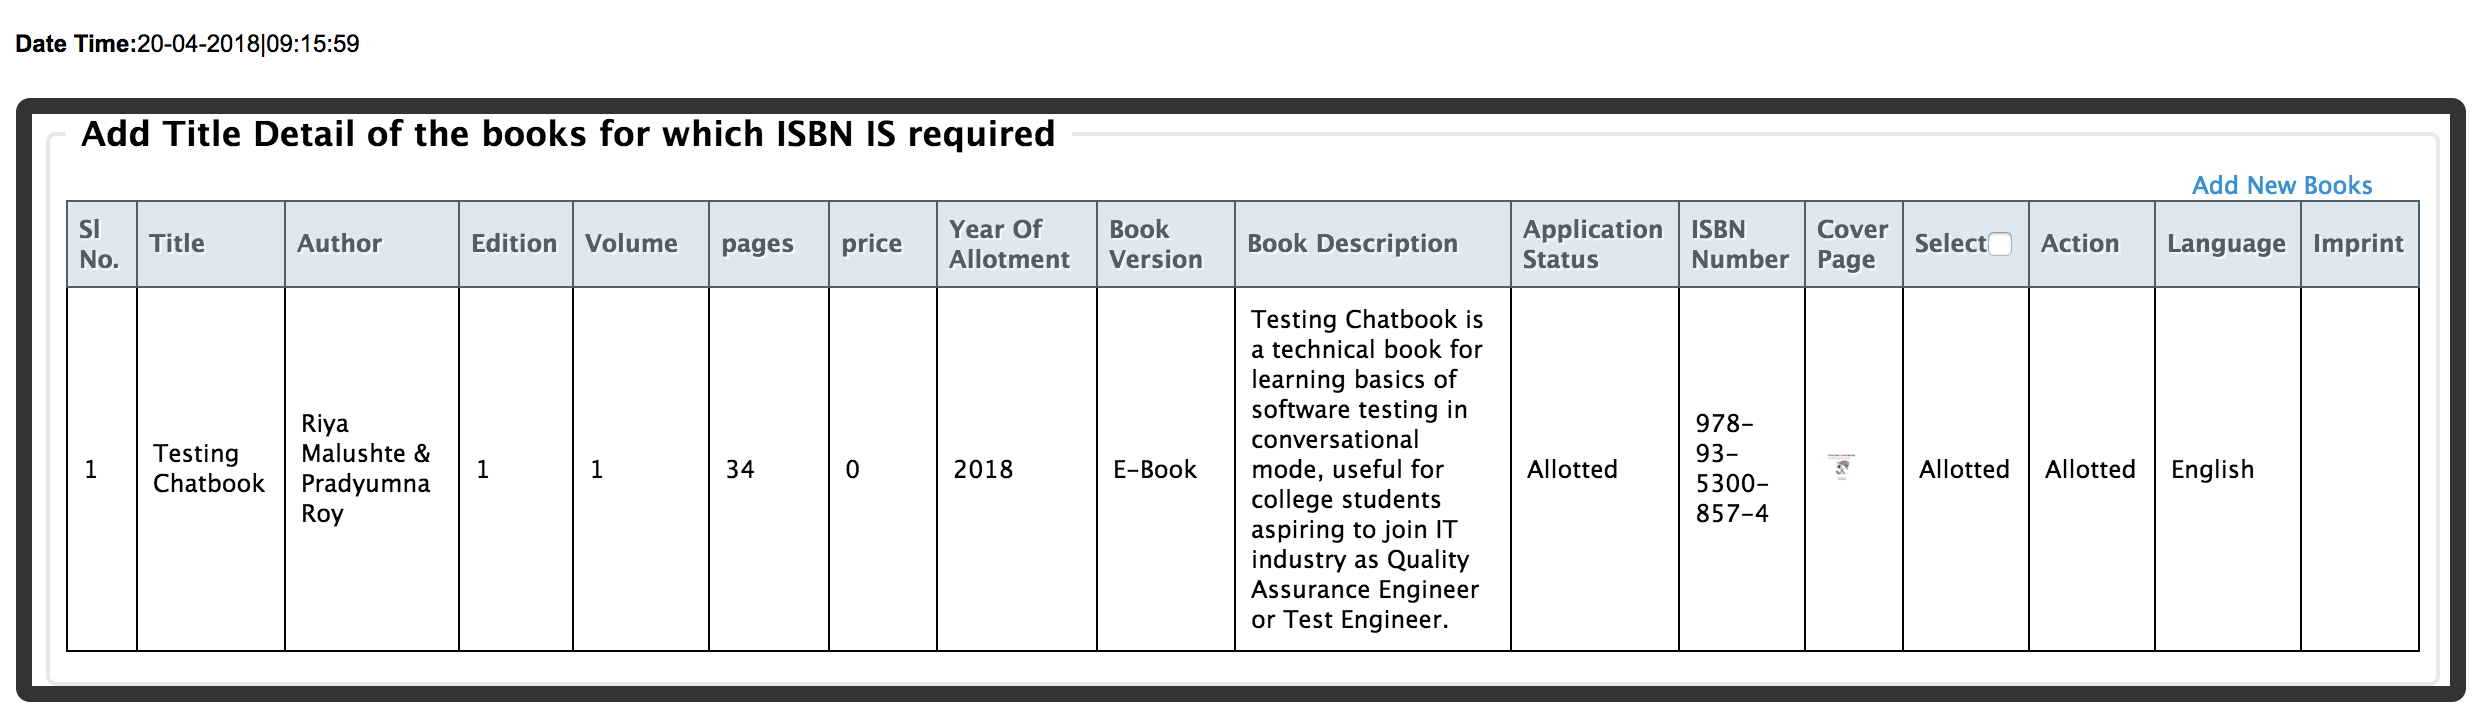 Date Time:20-04-2018|09:15:59
Add Title Detail of the books for which ISBN IS required
Add New Books
Sl
No.
Title
Author
Edition
Volume
pages
price
Year Of
Allotment
Book
Version
Book Description
Application
Status
ISBN
Number
Cover
Page
Select
Action
Language
Imprint
1
Testing
Chatbook
Riya
Malushte &
Pradyumna
Roy
1
1
34
0
2018
E-Book
Testing Chatbook is
a technical book for
learning basics of
software testing in
conversational
mode, useful for
college students
aspiring to join IT
industry as Quality
Assurance Engineer
or Test Engineer.
Allotted
978-
93-
5300-
857-4
Allotted
Allotted
English